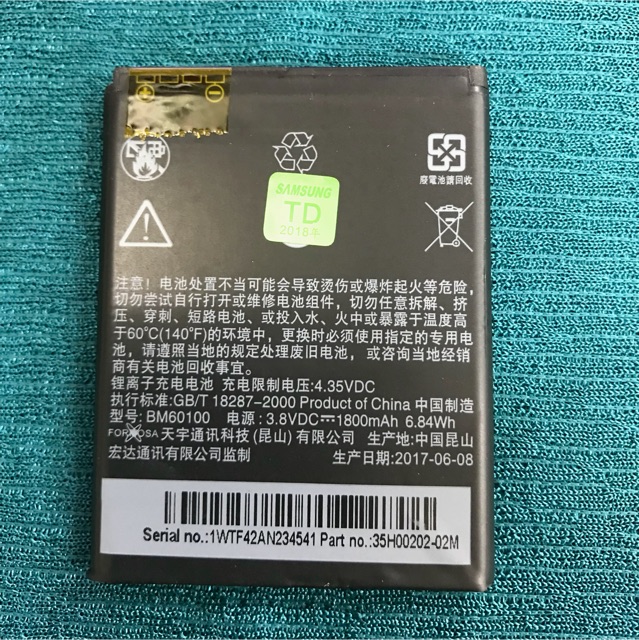 廢電池請回收
SAMSUNG
TD
2018年
注意！电池处置不当可能会导致烫伤或爆炸起火等危险，
切勿尝试自行打开或维修电池组件，切勿任意拆解、挤
压、穿刺、短路电池、或投入水、火中或暴露于温度高
于60°C(140°F)的环境中，更换时必须使用指定的专用电
池，请遵照当地的规定处理废旧电池，或咨询当地经销
商有关电池回收事宜。
锂离子充电电池 充电限制电压:4.35VDC
执行标准:GB/T 18287-2000 Product of China 中国制造
型号: BM60100 电源: 3.8VDC⎓1800mAh 6.84Wh
FORMOSA 天宇通讯科技(昆山)有限公司 生产地:中国昆山
宏达通讯有限公司监制 生产日期:2017-06-08
Serial no.:1WTF42AN234541 Part no.:35H00202-02M